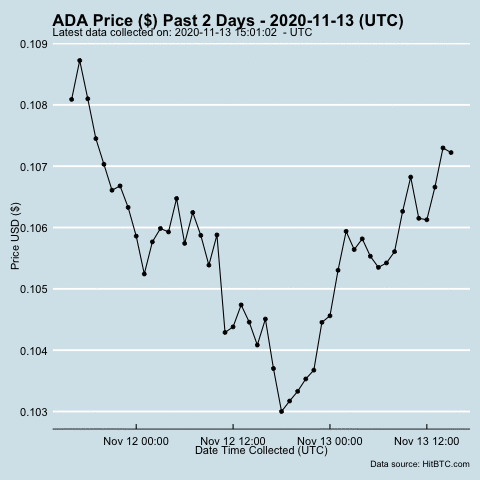 ADA Price ($) Past 2 Days - 2020-11-13 (UTC)
Latest data collected on: 2020-11-13 15:01:02 - UTC
0.109
0.108
0.107
0.106
0.105
0.104
0.103
Price USD ($)
Nov 12 00:00 Nov 12 12:00 Nov 13 00:00 Nov 13 12:00
Date Time Collected (UTC)
Data source: HitBTC.com